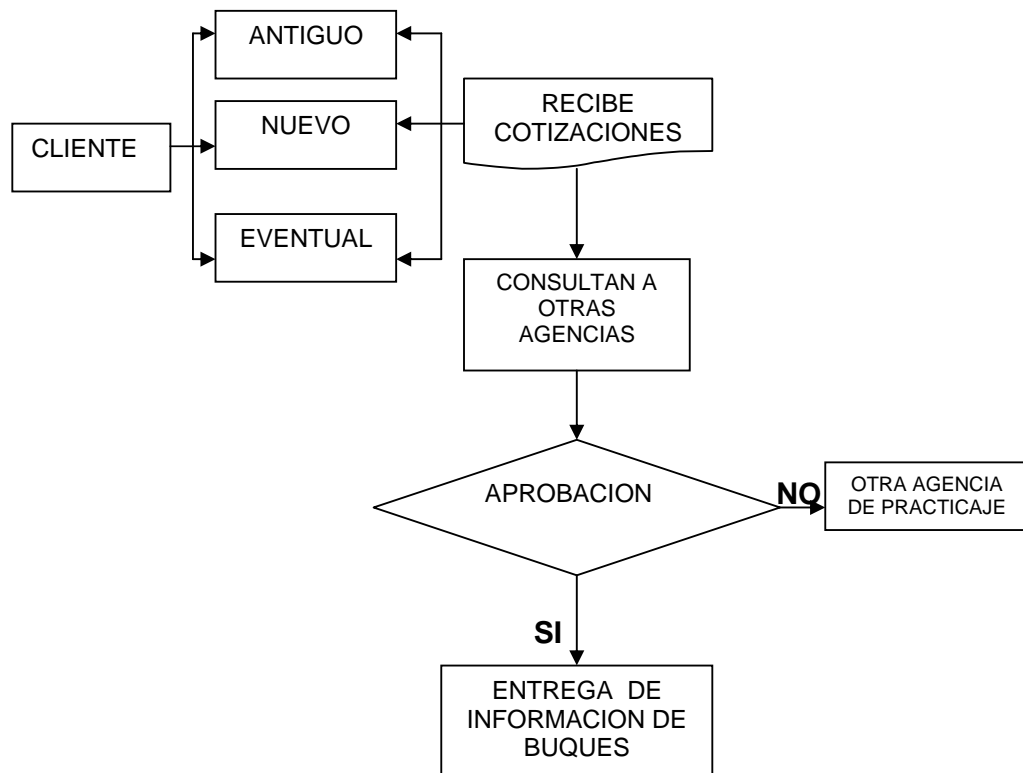 ANTIGUO
NUEVO
CLIENTE
EVENTUAL
RECIBE
COTIZACIONES
CONSULTAN A
OTRAS
AGENCIAS
APROBACION
NO
OTRA AGENCIA
DE PRACTICAJE
SI
ENTREGA DE
INFORMACION DE
BUQUES